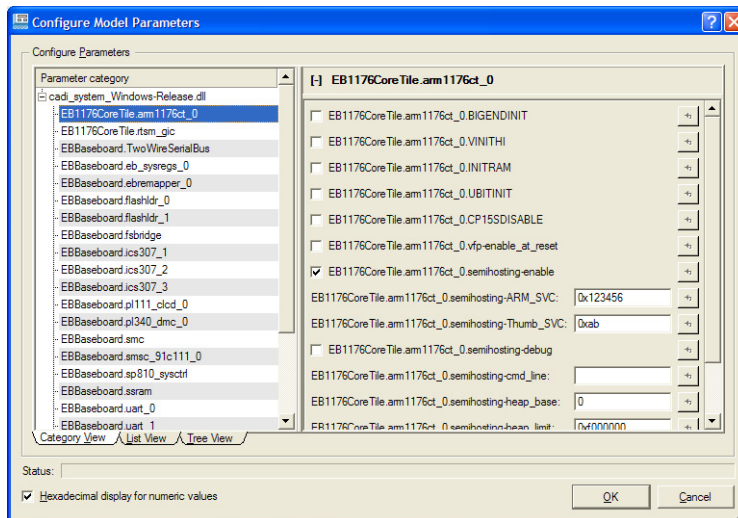 Configure Model Parameters
Configure Parameters
Parameter category
cadi_system_Windows-Release.dll
EB1176CoreTile.arm1176ct_0
EB1176CoreTile.rtsm_gic
EBBaseboard.TwoWireSerialBus
EBBaseboard.eb_sysregs_0
EBBaseboard.ebremapper_0
EBBaseboard.flashldr_0
EBBaseboard.flashldr_1
EBBaseboard.fsbridge
EBBaseboard.ics307_1
EBBaseboard.ics307_2
EBBaseboard.ics307_3
EBBaseboard.pl111_clcd_0
EBBaseboard.pl340_dmc_0
EBBaseboard.smc
EBBaseboard.smsc_91c111_0
EBBaseboard.sp810_sysctrl
EBBaseboard.ssram
EBBaseboard.uart_0
EBBaseboard.uart_1
Category View List View Tree View
[-] EB1176CoreTile.arm1176ct_0
EB1176CoreTile.arm1176ct_0.BIGENDINIT
EB1176CoreTile.arm1176ct_0.VINITHI
EB1176CoreTile.arm1176ct_0.INITRAM
EB1176CoreTile.arm1176ct_0.UBITINIT
EB1176CoreTile.arm1176ct_0.CP15SDISABLE
EB1176CoreTile.arm1176ct_0.vfp-enable_at_reset
EB1176CoreTile.arm1176ct_0.semihosting-enable
EB1176CoreTile.arm1176ct_0.semihosting-ARM_SVC: 0x123456
EB1176CoreTile.arm1176ct_0.semihosting-Thumb_SVC: 0xab
EB1176CoreTile.arm1176ct_0.semihosting-debug
EB1176CoreTile.arm1176ct_0.semihosting-cmd_line:
EB1176CoreTile.arm1176ct_0.semihosting-heap_base: 0
EB1176CoreTile.arm1176ct_0.semihosting-heap_limit: 0xf000000
Status:
Hexadecimal display for numeric values
OK Cancel